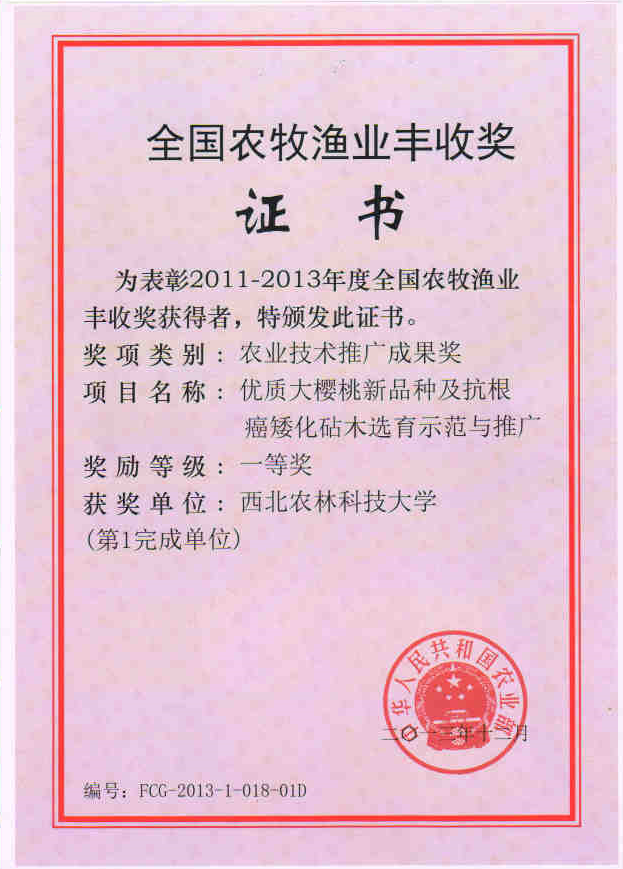 全国农牧渔业丰收奖
证 书
为表彰2011-2013年度全国农牧渔业
丰收奖获得者，特颁发此证书。
奖项类别：农业技术推广成果奖
项目名称：优质大樱桃新品种及抗根
癌矮化砧木选育示范与推广
奖励等级：一等奖
获奖单位：西北农林科技大学
(第1完成单位)
中华人民共和国农业部
二〇一三年十二月
编号：FCG-2013-1-018-01D